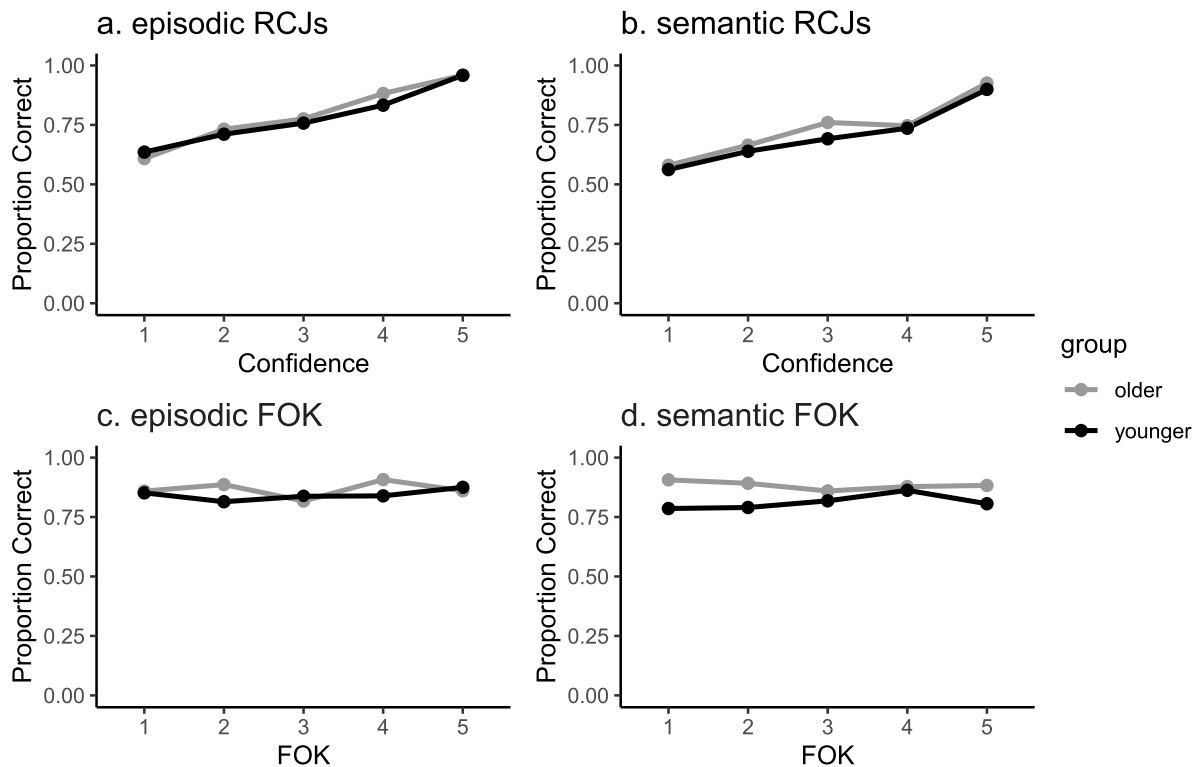 a. episodic RCJs
Proportion Correct
1.00
0.75
0.50
0.25
0.00
1 2 3 4 5
Confidence
b. semantic RCJs
Proportion Correct
1.00
0.75
0.50
0.25
0.00
1 2 3 4 5
Confidence
group
older
younger
c. episodic FOK
Proportion Correct
1.00
0.75
0.50
0.25
0.00
1 2 3 4 5
FOK
d. semantic FOK
Proportion Correct
1.00
0.75
0.50
0.25
0.00
1 2 3 4 5
FOK